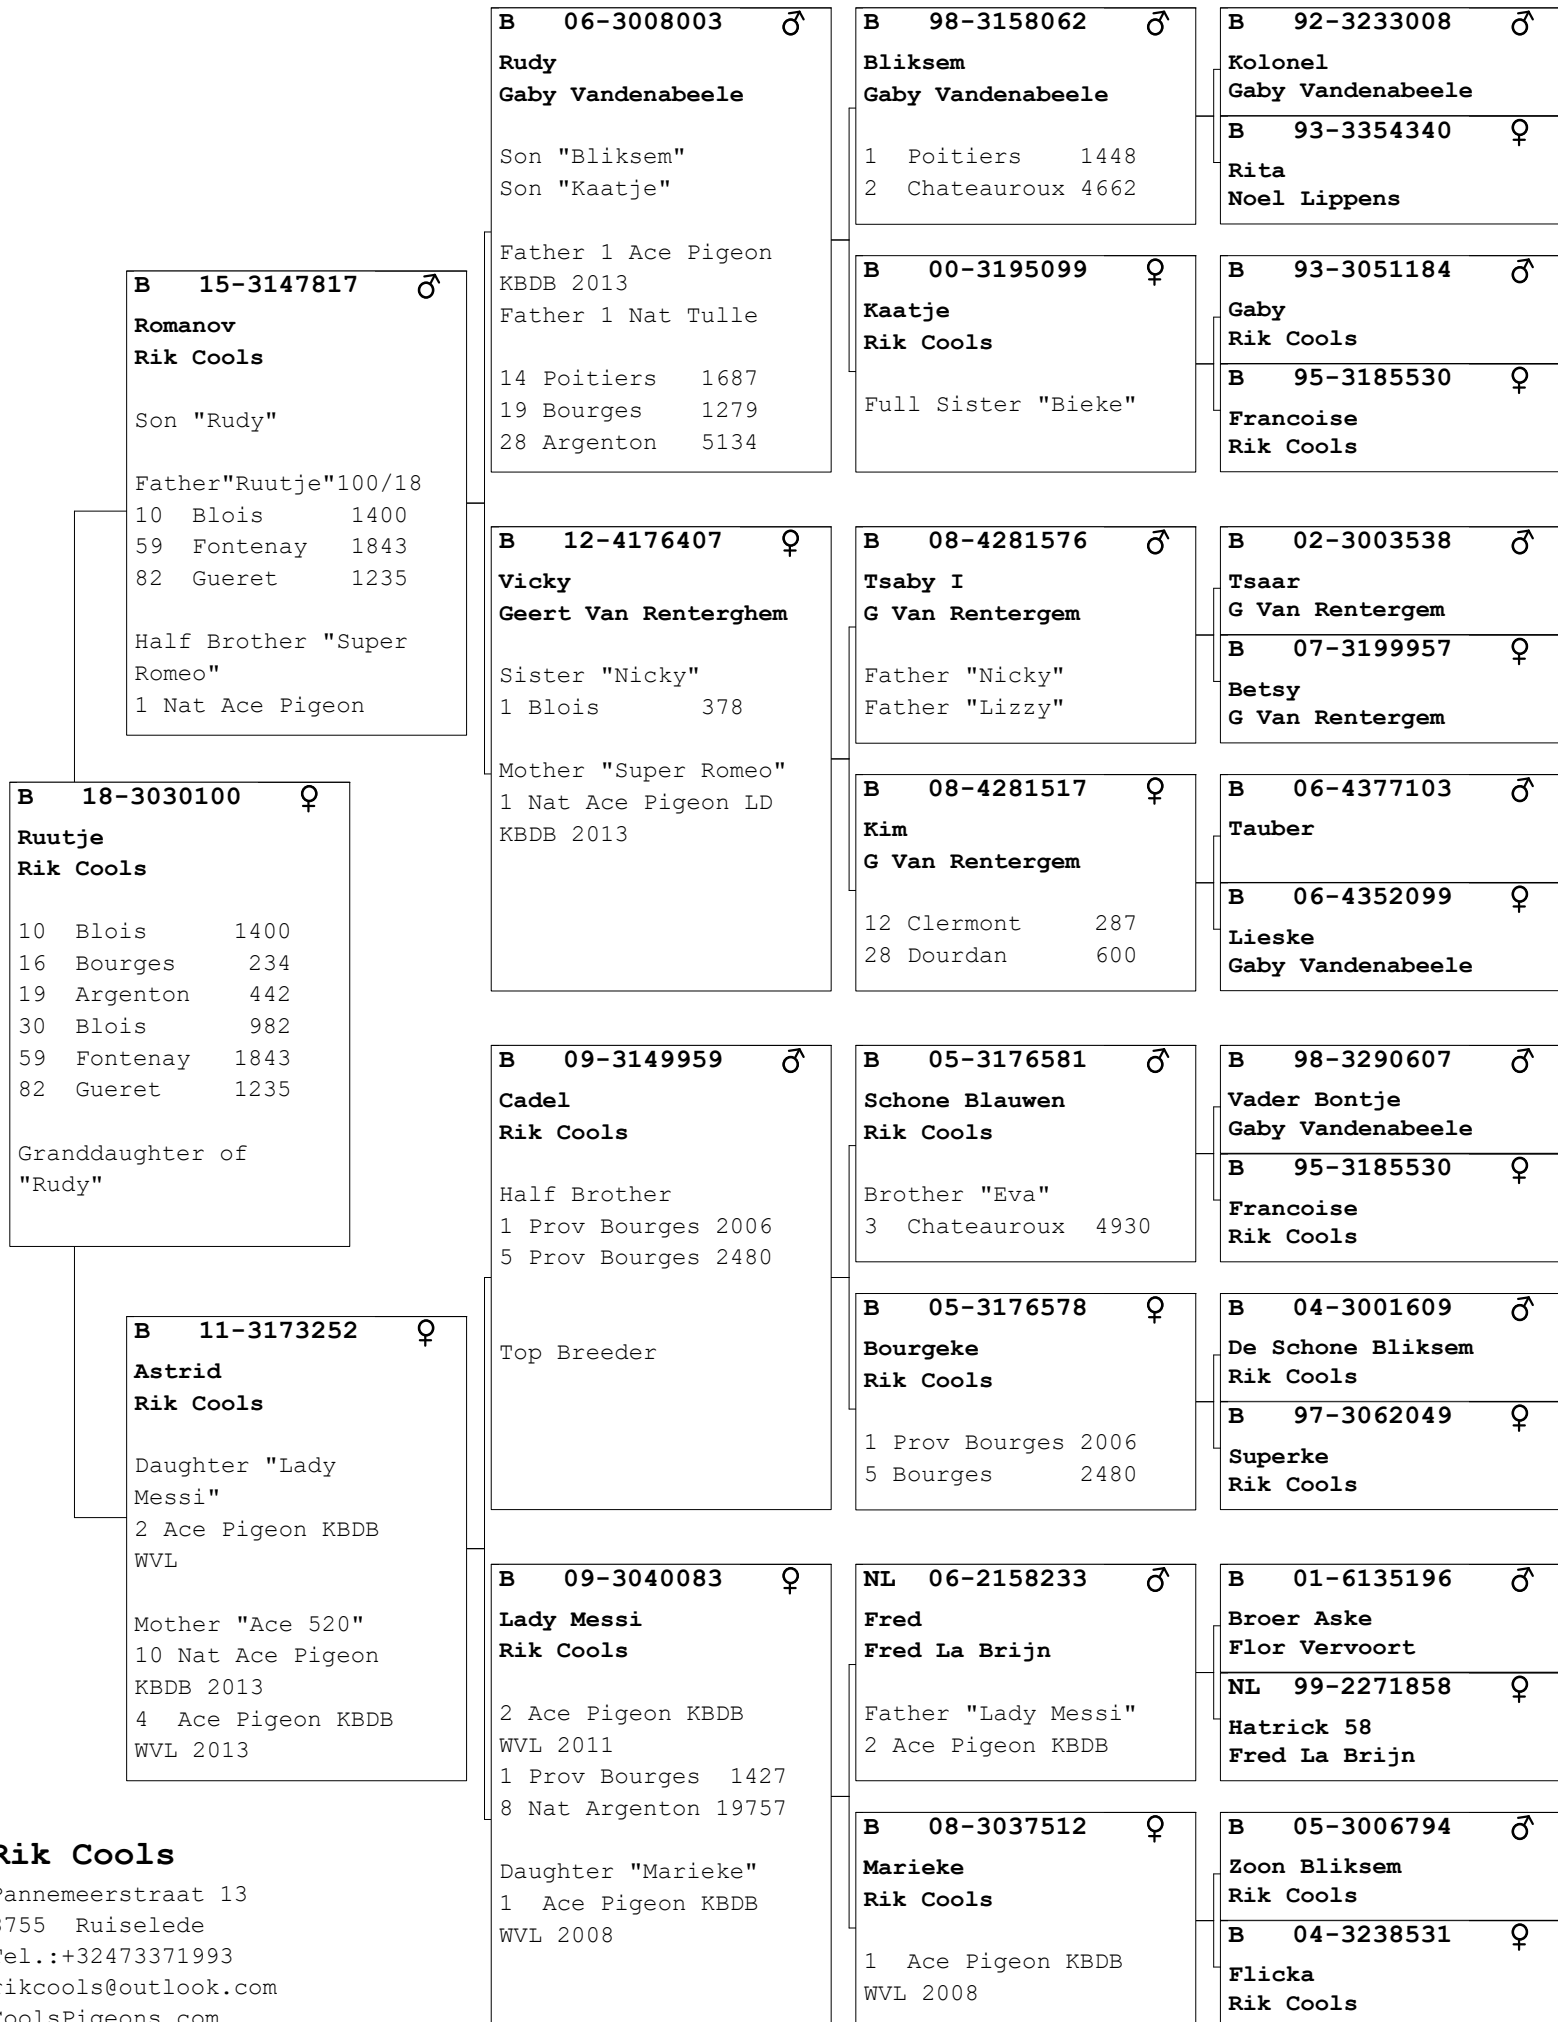 B 18-3030100 ♀
Ruutje
Rik Cools
10 Blois 1400
16 Bourges 234
19 Argenton 442
30 Blois 982
59 Fontenay 1843
82 Gueret 1235
Granddaughter of
"Rudy"
B 15-3147817 ♂
Romanov
Rik Cools
Son "Rudy"
Father"Ruutje"100/18
10 Blois 1400
59 Fontenay 1843
82 Gueret 1235
Half Brother "Super
Romeo"
1 Nat Ace Pigeon
B 11-3173252 ♀
Astrid
Rik Cools
Daughter "Lady
Messi"
2 Ace Pigeon KBDB
WVL
Mother "Ace 520"
10 Nat Ace Pigeon
KBDB 2013
4 Ace Pigeon KBDB
WVL 2013
B 06-3008003 ♂
Rudy
Gaby Vandenabeele
Son "Bliksem"
Son "Kaatje"
Father 1 Ace Pigeon
KBDB 2013
Father 1 Nat Tulle
14 Poitiers 1687
19 Bourges 1279
28 Argenton 5134
B 12-4176407 ♀
Vicky
Geert Van Renterghem
Sister "Nicky"
1 Blois 378
Mother "Super Romeo"
1 Nat Ace Pigeon LD
KBDB 2013
B 09-3149959 ♂
Cadel
Rik Cools
Half Brother
1 Prov Bourges 2006
5 Prov Bourges 2480
Top Breeder
B 09-3040083 ♀
Lady Messi
Rik Cools
2 Ace Pigeon KBDB
WVL 2011
1 Prov Bourges 1427
8 Nat Argenton 19757
Daughter "Marieke"
1 Ace Pigeon KBDB
WVL 2008
B 98-3158062 ♂
Bliksem
Gaby Vandenabeele
1 Poitiers 1448
2 Chateauroux 4662
B 00-3195099 ♀
Kaatje
Rik Cools
Full Sister "Bieke"
B 08-4281576 ♂
Tsaby I
G Van Rentergem
Father "Nicky"
Father "Lizzy"
B 08-4281517 ♀
Kim
G Van Rentergem
12 Clermont 287
28 Dourdan 600
B 05-3176581 ♂
Schone Blauwen
Rik Cools
Brother "Eva"
3 Chateauroux 4930
B 05-3176578 ♀
Bourgeke
Rik Cools
1 Prov Bourges 2006
5 Bourges 2480
NL 06-2158233 ♂
Fred
Fred La Brijn
Father "Lady Messi"
2 Ace Pigeon KBDB
B 08-3037512 ♀
Marieke
Rik Cools
1 Ace Pigeon KBDB
WVL 2008
B 92-3233008 ♂
Kolonel
Gaby Vandenabeele
B 93-3354340 ♀
Rita
Noel Lippens
B 93-3051184 ♂
Gaby
Rik Cools
B 95-3185530 ♀
Francoise
Rik Cools
B 02-3003538 ♂
Tsaar
G Van Rentergem
B 07-3199957 ♀
Betsy
G Van Rentergem
B 06-4377103 ♂
Tauber
B 06-4352099 ♀
Lieske
Gaby Vandenabeele
B 98-3290607 ♂
Vader Bontje
Gaby Vandenabeele
B 95-3185530 ♀
Francoise
Rik Cools
B 04-3001609 ♂
De Schone Bliksem
Rik Cools
B 97-3062049 ♀
Superke
Rik Cools
B 01-6135196 ♂
Broer Aske
Flor Vervoort
NL 99-2271858 ♀
Hatrick 58
Fred La Brijn
B 05-3006794 ♂
Zoon Bliksem
Rik Cools
B 04-3238531 ♀
Flicka
Rik Cools
Rik Cools
Pannemeerstraat 13
8755 Ruiselede
Tel.:+32473371993
rikcools@outlook.com
CoolsPigeons.com